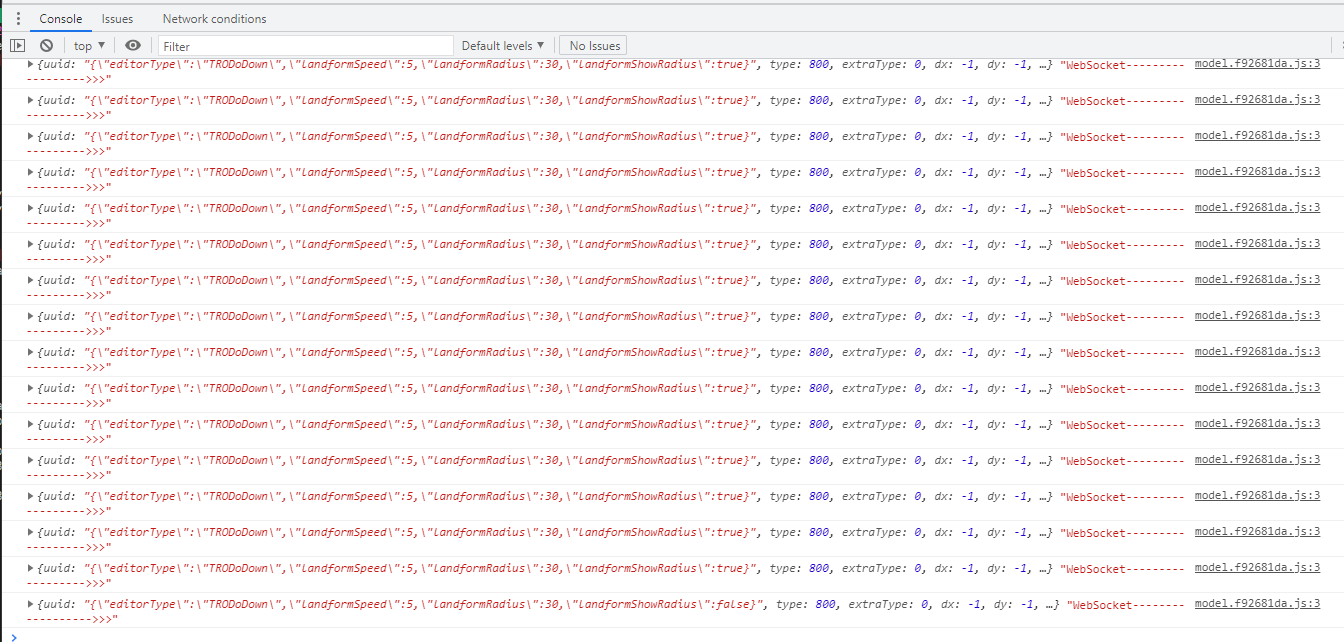 Console Issues Network conditions
top ▼ Filter Default levels ▼ No Issues
▶{uuid: "{\"editorType\":\"TRODoDown\",\"landformSpeed\":5,\"landformRadius\":30,\"landformShowRadius\":true}", type: 800, extraType: 0, dx: -1, dy: -1, …} "WebSocket--------- model.f92681da.js:3
--------->>>"
▶{uuid: "{\"editorType\":\"TRODoDown\",\"landformSpeed\":5,\"landformRadius\":30,\"landformShowRadius\":true}", type: 800, extraType: 0, dx: -1, dy: -1, …} "WebSocket--------- model.f92681da.js:3
--------->>>"
▶{uuid: "{\"editorType\":\"TRODoDown\",\"landformSpeed\":5,\"landformRadius\":30,\"landformShowRadius\":true}", type: 800, extraType: 0, dx: -1, dy: -1, …} "WebSocket--------- model.f92681da.js:3
--------->>>"
▶{uuid: "{\"editorType\":\"TRODoDown\",\"landformSpeed\":5,\"landformRadius\":30,\"landformShowRadius\":true}", type: 800, extraType: 0, dx: -1, dy: -1, …} "WebSocket--------- model.f92681da.js:3
--------->>>"
▶{uuid: "{\"editorType\":\"TRODoDown\",\"landformSpeed\":5,\"landformRadius\":30,\"landformShowRadius\":true}", type: 800, extraType: 0, dx: -1, dy: -1, …} "WebSocket--------- model.f92681da.js:3
--------->>>"
▶{uuid: "{\"editorType\":\"TRODoDown\",\"landformSpeed\":5,\"landformRadius\":30,\"landformShowRadius\":true}", type: 800, extraType: 0, dx: -1, dy: -1, …} "WebSocket--------- model.f92681da.js:3
--------->>>"
▶{uuid: "{\"editorType\":\"TRODoDown\",\"landformSpeed\":5,\"landformRadius\":30,\"landformShowRadius\":true}", type: 800, extraType: 0, dx: -1, dy: -1, …} "WebSocket--------- model.f92681da.js:3
--------->>>"
▶{uuid: "{\"editorType\":\"TRODoDown\",\"landformSpeed\":5,\"landformRadius\":30,\"landformShowRadius\":true}", type: 800, extraType: 0, dx: -1, dy: -1, …} "WebSocket--------- model.f92681da.js:3
--------->>>"
▶{uuid: "{\"editorType\":\"TRODoDown\",\"landformSpeed\":5,\"landformRadius\":30,\"landformShowRadius\":true}", type: 800, extraType: 0, dx: -1, dy: -1, …} "WebSocket--------- model.f92681da.js:3
--------->>>"
▶{uuid: "{\"editorType\":\"TRODoDown\",\"landformSpeed\":5,\"landformRadius\":30,\"landformShowRadius\":true}", type: 800, extraType: 0, dx: -1, dy: -1, …} "WebSocket--------- model.f92681da.js:3
--------->>>"
▶{uuid: "{\"editorType\":\"TRODoDown\",\"landformSpeed\":5,\"landformRadius\":30,\"landformShowRadius\":true}", type: 800, extraType: 0, dx: -1, dy: -1, …} "WebSocket--------- model.f92681da.js:3
--------->>>"
▶{uuid: "{\"editorType\":\"TRODoDown\",\"landformSpeed\":5,\"landformRadius\":30,\"landformShowRadius\":true}", type: 800, extraType: 0, dx: -1, dy: -1, …} "WebSocket--------- model.f92681da.js:3
--------->>>"
▶{uuid: "{\"editorType\":\"TRODoDown\",\"landformSpeed\":5,\"landformRadius\":30,\"landformShowRadius\":true}", type: 800, extraType: 0, dx: -1, dy: -1, …} "WebSocket--------- model.f92681da.js:3
--------->>>"
▶{uuid: "{\"editorType\":\"TRODoDown\",\"landformSpeed\":5,\"landformRadius\":30,\"landformShowRadius\":true}", type: 800, extraType: 0, dx: -1, dy: -1, …} "WebSocket--------- model.f92681da.js:3
--------->>>"
▶{uuid: "{\"editorType\":\"TRODoDown\",\"landformSpeed\":5,\"landformRadius\":30,\"landformShowRadius\":true}", type: 800, extraType: 0, dx: -1, dy: -1, …} "WebSocket--------- model.f92681da.js:3
--------->>>"
▶{uuid: "{\"editorType\":\"TRODoDown\",\"landformSpeed\":5,\"landformRadius\":30,\"landformShowRadius\":false}", type: 800, extraType: 0, dx: -1, dy: -1, …} "WebSocket-------- model.f92681da.js:3
---------->>>"